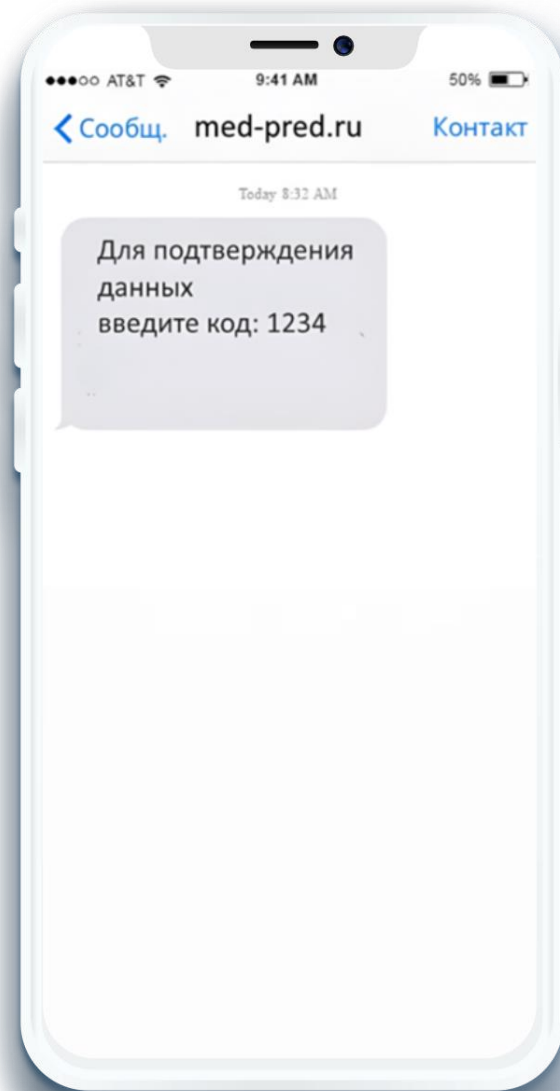 ●●●○○ AT&T 9:41 AM 50%
Сообщ. med-pred.ru Контакт
Today 8:32 AM
Для подтверждения
данных
введите код: 1234